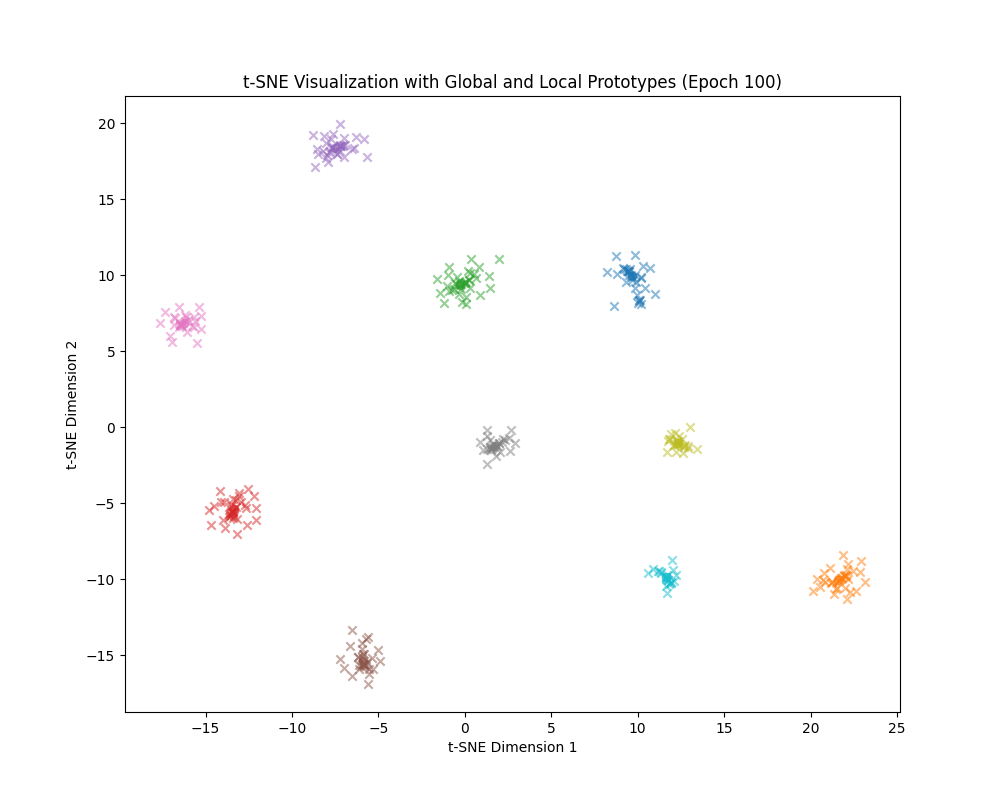 t-SNE Visualization with Global and Local Prototypes (Epoch 100)
20
15
10
5
0
−5
−10
−15
t-SNE Dimension 2
−15 −10 −5 0 5 10 15 20 25
t-SNE Dimension 1